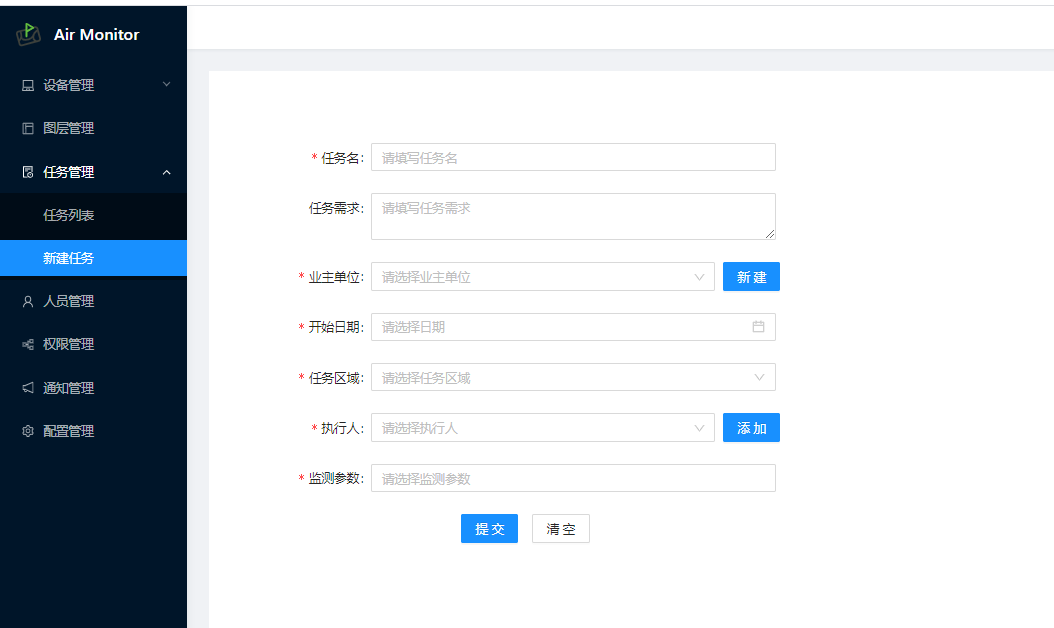 Air Monitor
设备管理
图层管理
任务管理
任务列表
新建任务
人员管理
权限管理
通知管理
配置管理
* 任务名: 请填写任务名
任务需求: 请填写任务需求
* 业主单位: 请选择业主单位 新建
* 开始日期: 请选择日期
* 任务区域: 请选择任务区域
* 执行人: 请选择执行人 添加
* 监测参数: 请选择监测参数
提交 清空